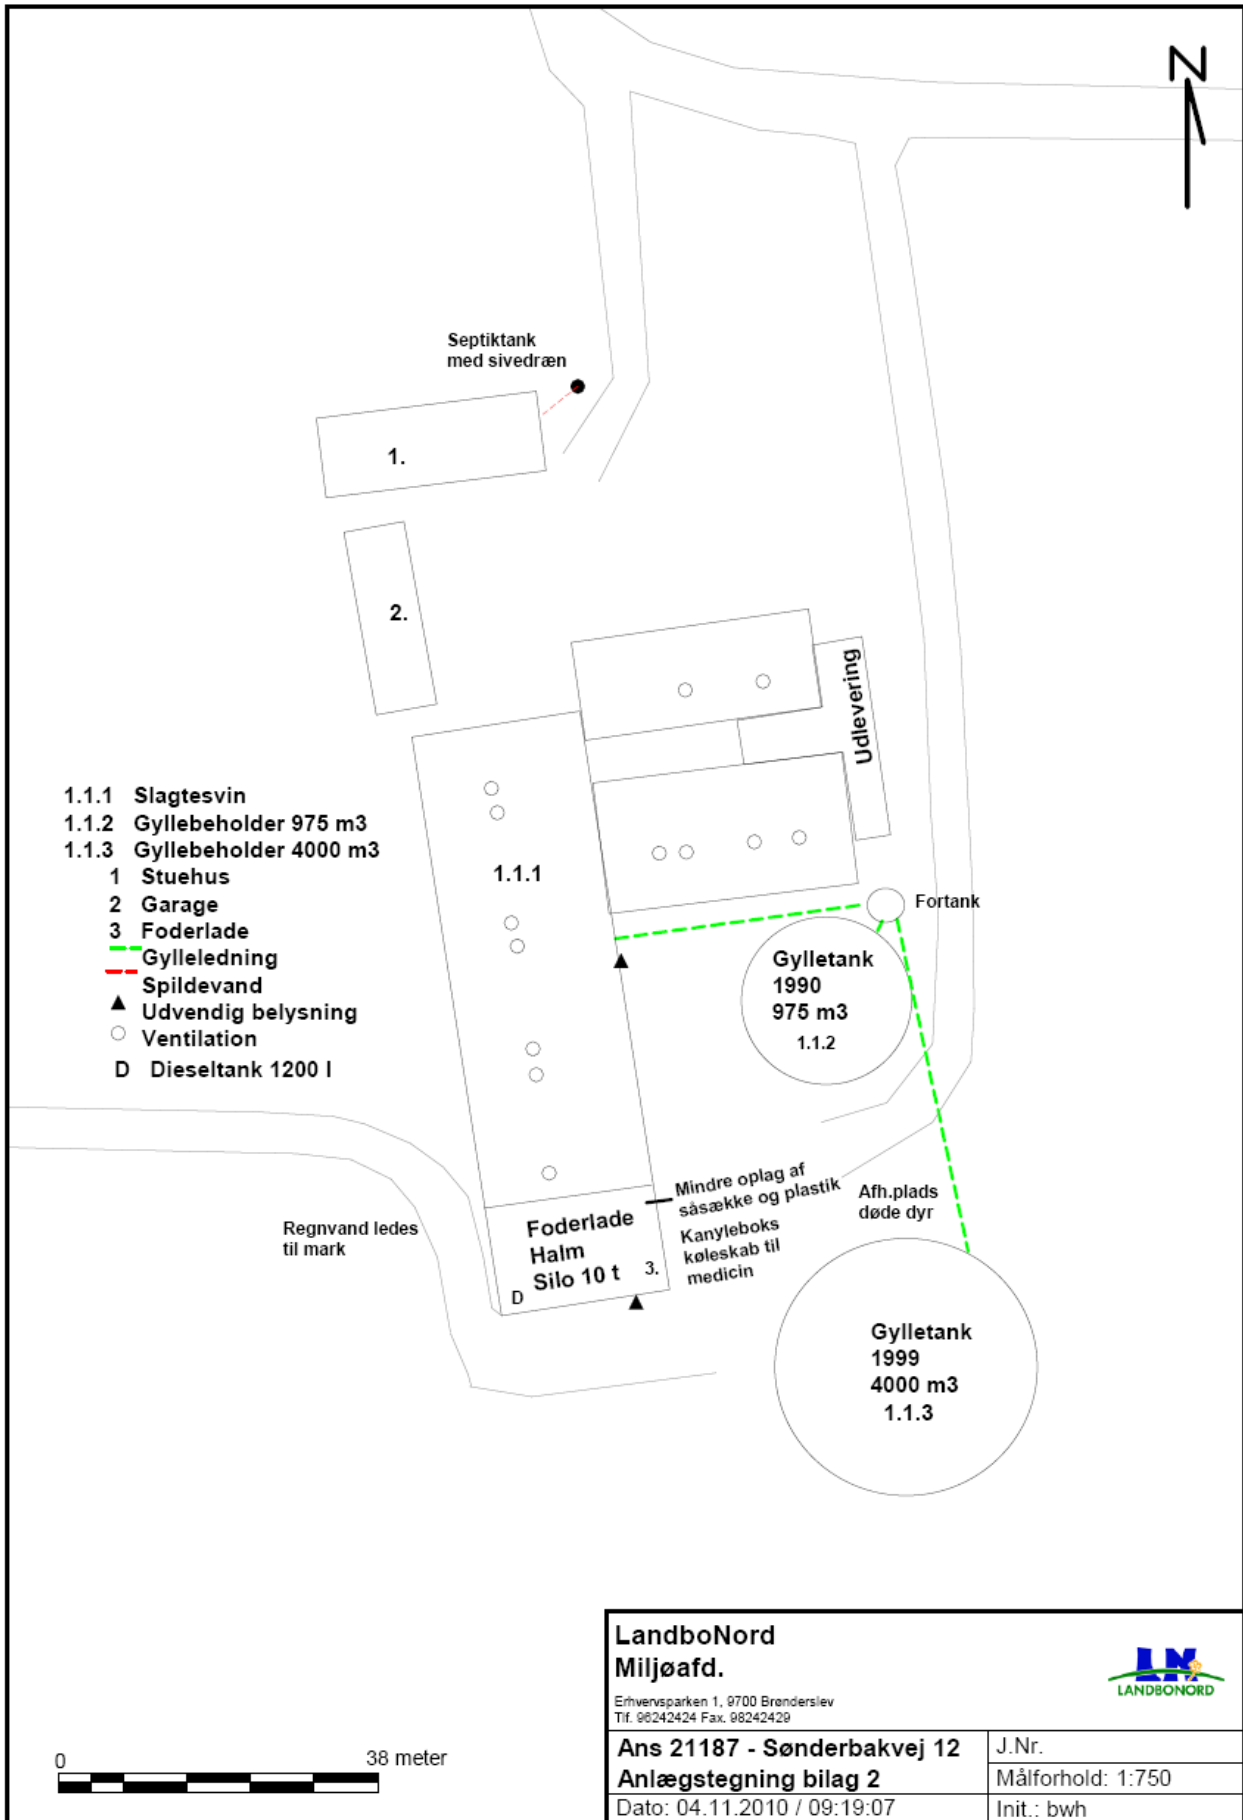 N
Septiktank
med sivedræn
1.
2.
Udlevering
1.1.1 Slagtesvin
1.1.2 Gyllebeholder 975 m3
1.1.3 Gyllebeholder 4000 m3
1 Stuehus
2 Garage
3 Foderlade
Gylleledning
Spildevand
Udvendig belysning
Ventilation
D Dieseltank 1200 l
1.1.1
Fortank
Gylletank
1990
975 m3
1.1.2
Mindre oplag af
såsække og plastik
Kanyleboks
køleskab til
medicin
Afh.plads
døde dyr
Regnvand ledes
til mark
Foderlade
Halm
Silo 10 t
3.
D
Gylletank
1999
4000 m3
1.1.3
0 38 meter
LandboNord
Miljøafd.
Erhvervsparken 1, 9700 Brønderslev
Tlf. 96242424 Fax. 98242429
LN
LANDBONORD
Ans 21187 - Sønderbakvej 12
Anlægstegning bilag 2
Dato: 04.11.2010 / 09:19:07
J.Nr.
Målforhold: 1:750
Init.: bwh